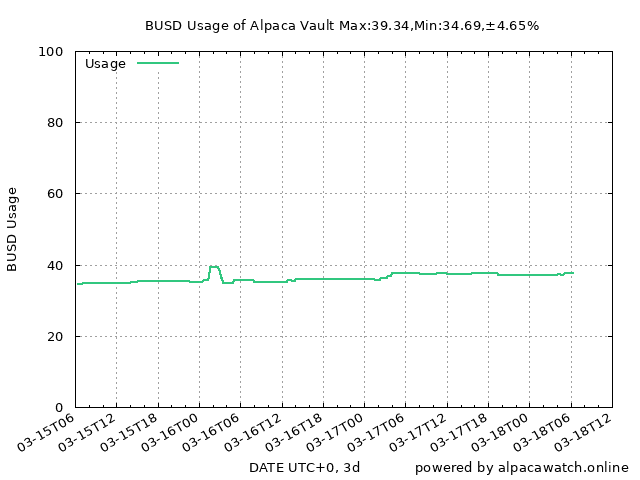 BUSD Usage of Alpaca Vault Max:39.34,Min:34.69,±4.65%
Usage
BUSD Usage
100
80
60
40
20
0
03-15T06
03-15T12
03-15T18
03-16T00
03-16T06
03-16T12
03-16T18
03-17T00
03-17T06
03-17T12
03-17T18
03-18T00
03-18T06
03-18T12
DATE UTC+0, 3d
powered by alpacawatch.online